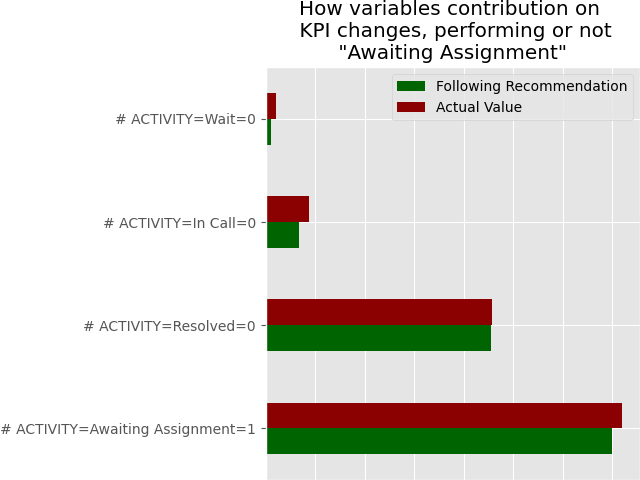 How variables contribution on
KPI changes, performing or not
"Awaiting Assignment"
Following Recommendation
Actual Value
# ACTIVITY=Wait=0
# ACTIVITY=In Call=0
# ACTIVITY=Resolved=0
# ACTIVITY=Awaiting Assignment=1